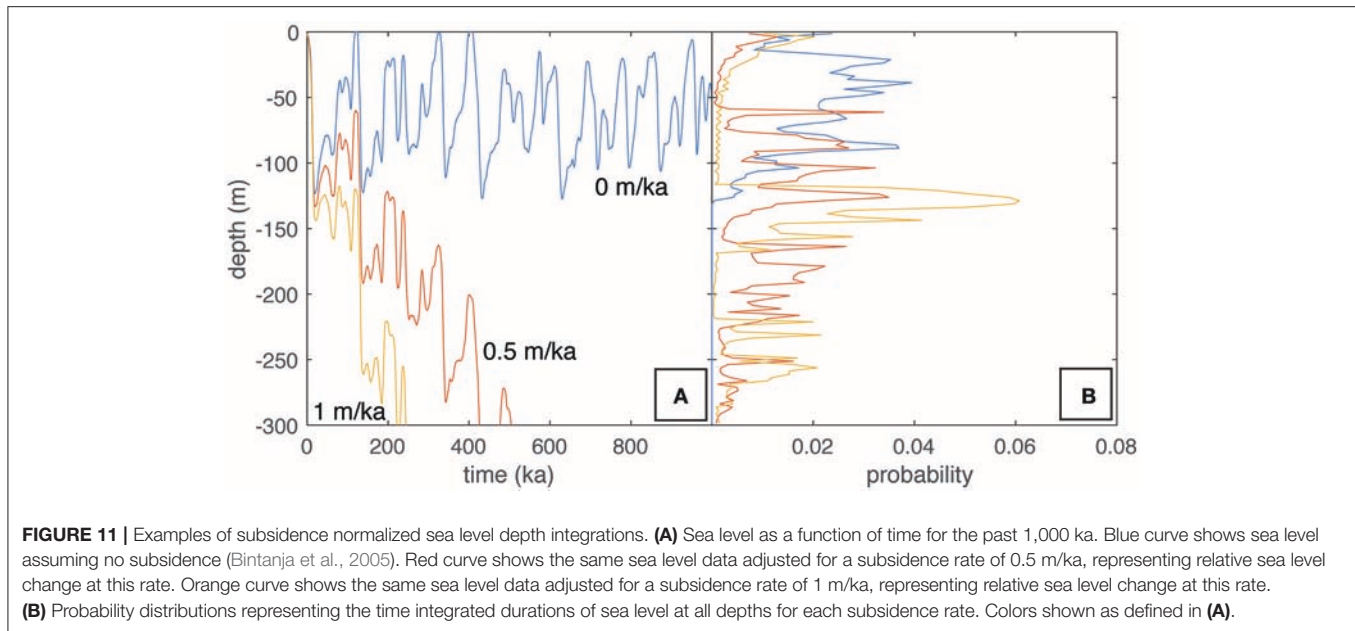 0
-50
-100
-150
-200
-250
-300
depth (m)
0 m/ka
0.5 m/ka
1 m/ka
A
B
0 200 400 600 800
time (ka)
0.02 0.04 0.06 0.08
probability
FIGURE 11 | Examples of subsidence normalized sea level depth integrations. (A) Sea level as a function of time for the past 1,000 ka. Blue curve shows sea level
assuming no subsidence (Bintanja et al., 2005). Red curve shows the same sea level data adjusted for a subsidence rate of 0.5 m/ka, representing relative sea level
change at this rate. Orange curve shows the same sea level data adjusted for a subsidence rate of 1 m/ka, representing relative sea level change at this rate.
(B) Probability distributions representing the time integrated durations of sea level at all depths for each subsidence rate. Colors shown as defined in (A).